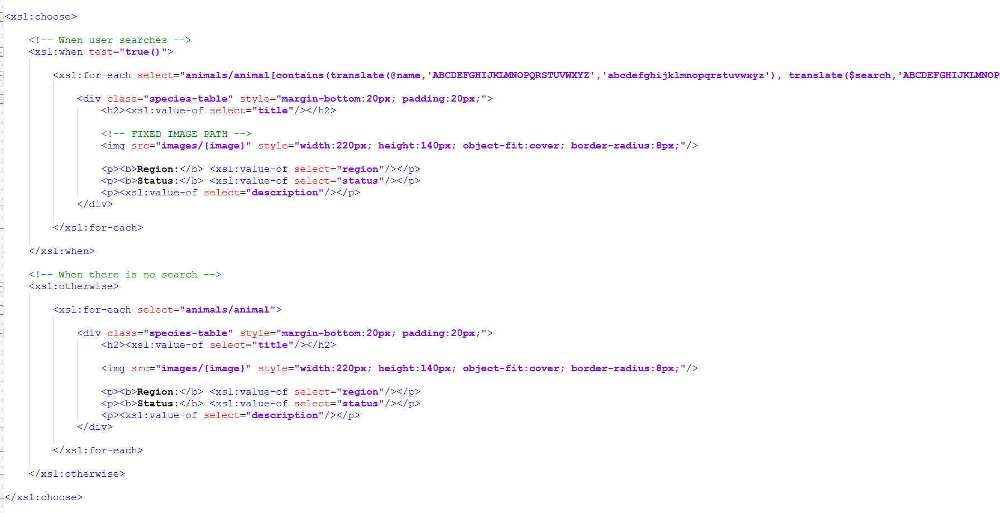 <xsl:choose>
<!-- When user searches -->
<xsl:when test="true()">
<xsl:for-each select="animals/animal[contains(translate(@name,'ABCDEFGHIJKLMNOPQRSTUVWXYZ','abcdefghijklmnopqrstuvwxyz'), translate($search,'ABCDEFGHIJKLMNOP
<div class="species-table" style="margin-bottom:20px; padding:20px;">
<h2><xsl:value-of select="title"/></h2>
<!-- FIXED IMAGE PATH -->
<img src="images/{image}" style="width:220px; height:140px; object-fit:cover; border-radius:8px;"/>
<p><b>Region:</b> <xsl:value-of select="region"/></p>
<p><b>Status:</b> <xsl:value-of select="status"/></p>
<p><xsl:value-of select="description"/></p>
</div>
</xsl:for-each>
</xsl:when>
<!-- When there is no search -->
<xsl:otherwise>
<xsl:for-each select="animals/animal">
<div class="species-table" style="margin-bottom:20px; padding:20px;">
<h2><xsl:value-of select="title"/></h2>
<img src="images/{image}" style="width:220px; height:140px; object-fit:cover; border-radius:8px;"/>
<p><b>Region:</b> <xsl:value-of select="region"/></p>
<p><b>Status:</b> <xsl:value-of select="status"/></p>
<p><xsl:value-of select="description"/></p>
</div>
</xsl:for-each>
</xsl:otherwise>
</xsl:choose>